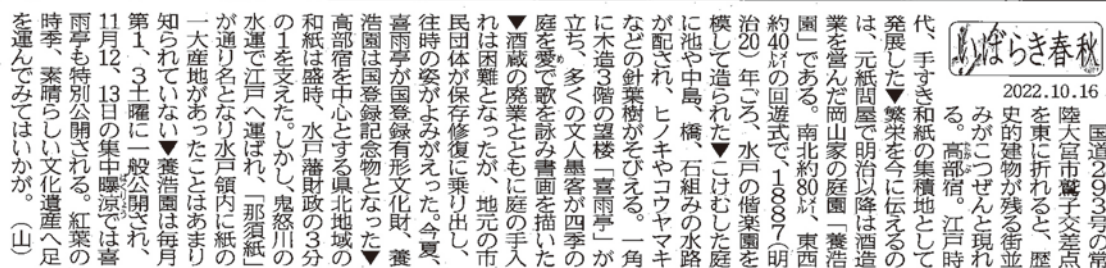 いばらき春秋
2022.10.16
国道293号の常
陸大宮市鷲子交差点
を東に折れると、歴
史的建物が残る街並
みがこつぜんと現れ
る。高部宿。江戸時
代、手すき和紙の集積地として
発展した▼繁栄を今に伝えるの
は、元紙問屋で明治以降は酒造
業を営んだ岡山家の庭園「養浩
園」である。南北約80㍍、東西
約40㍍の回遊式で、1887(明
治20)年ごろ、水戸の偕楽園を
模して造られた▼こけむした庭
に池や中島、橋、石組みの水路
が配され、ヒノキやコウヤマキ
などの針葉樹がそびえる。一角
に木造3階の望楼「喜雨亭」が
立ち、多くの文人墨客が四季の
庭を愛で歌を詠み書画を描いた
▼酒蔵の廃業とともに庭の手入
れは困難となったが、地元の市
民団体が保存修復に乗り出し、
往時の姿がよみがえった。今夏、
喜雨亭が国登録有形文化財、養
浩園は国登録記念物となった▼
高部宿を中心とする県北地域の
和紙は盛時、水戸藩財政の3分
の1を支えた。しかし、鬼怒川の
水運で江戸へ運ばれ、「那須紙」
が通り名となり水戸領内に紙の
一大産地があったことはあまり
知られていない▼養浩園は毎月
第1、3土曜に一般公開され、
11月12、13日の集中曝涼では喜
雨亭も特別公開される。紅葉の
時季、素晴らしい文化遺産へ足
を運んでみてはいかが。(山)